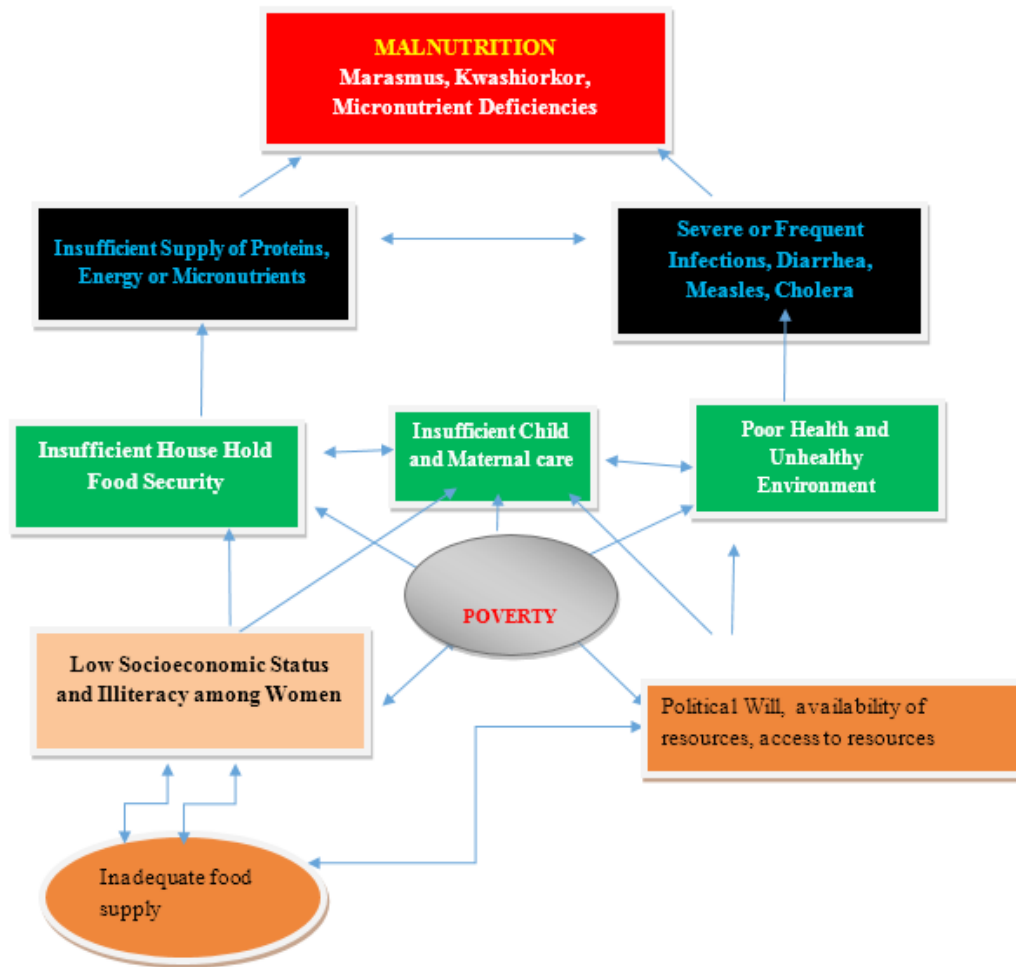 MALNUTRITION
Marasmus, Kwashiorkor,
Micronutrient Deficiencies
Insufficient Supply of Proteins,
Energy or Micronutrients
Severe or Frequent
Infections, Diarrhea,
Measles, Cholera
Insufficient House Hold
Food Security
Insufficient Child
and Maternal care
Poor Health and
Unhealthy
Environment
POVERTY
Low Socioeconomic Status
and Illiteracy among Women
Political Will, availability of
resources, access to resources
Inadequate food
supply